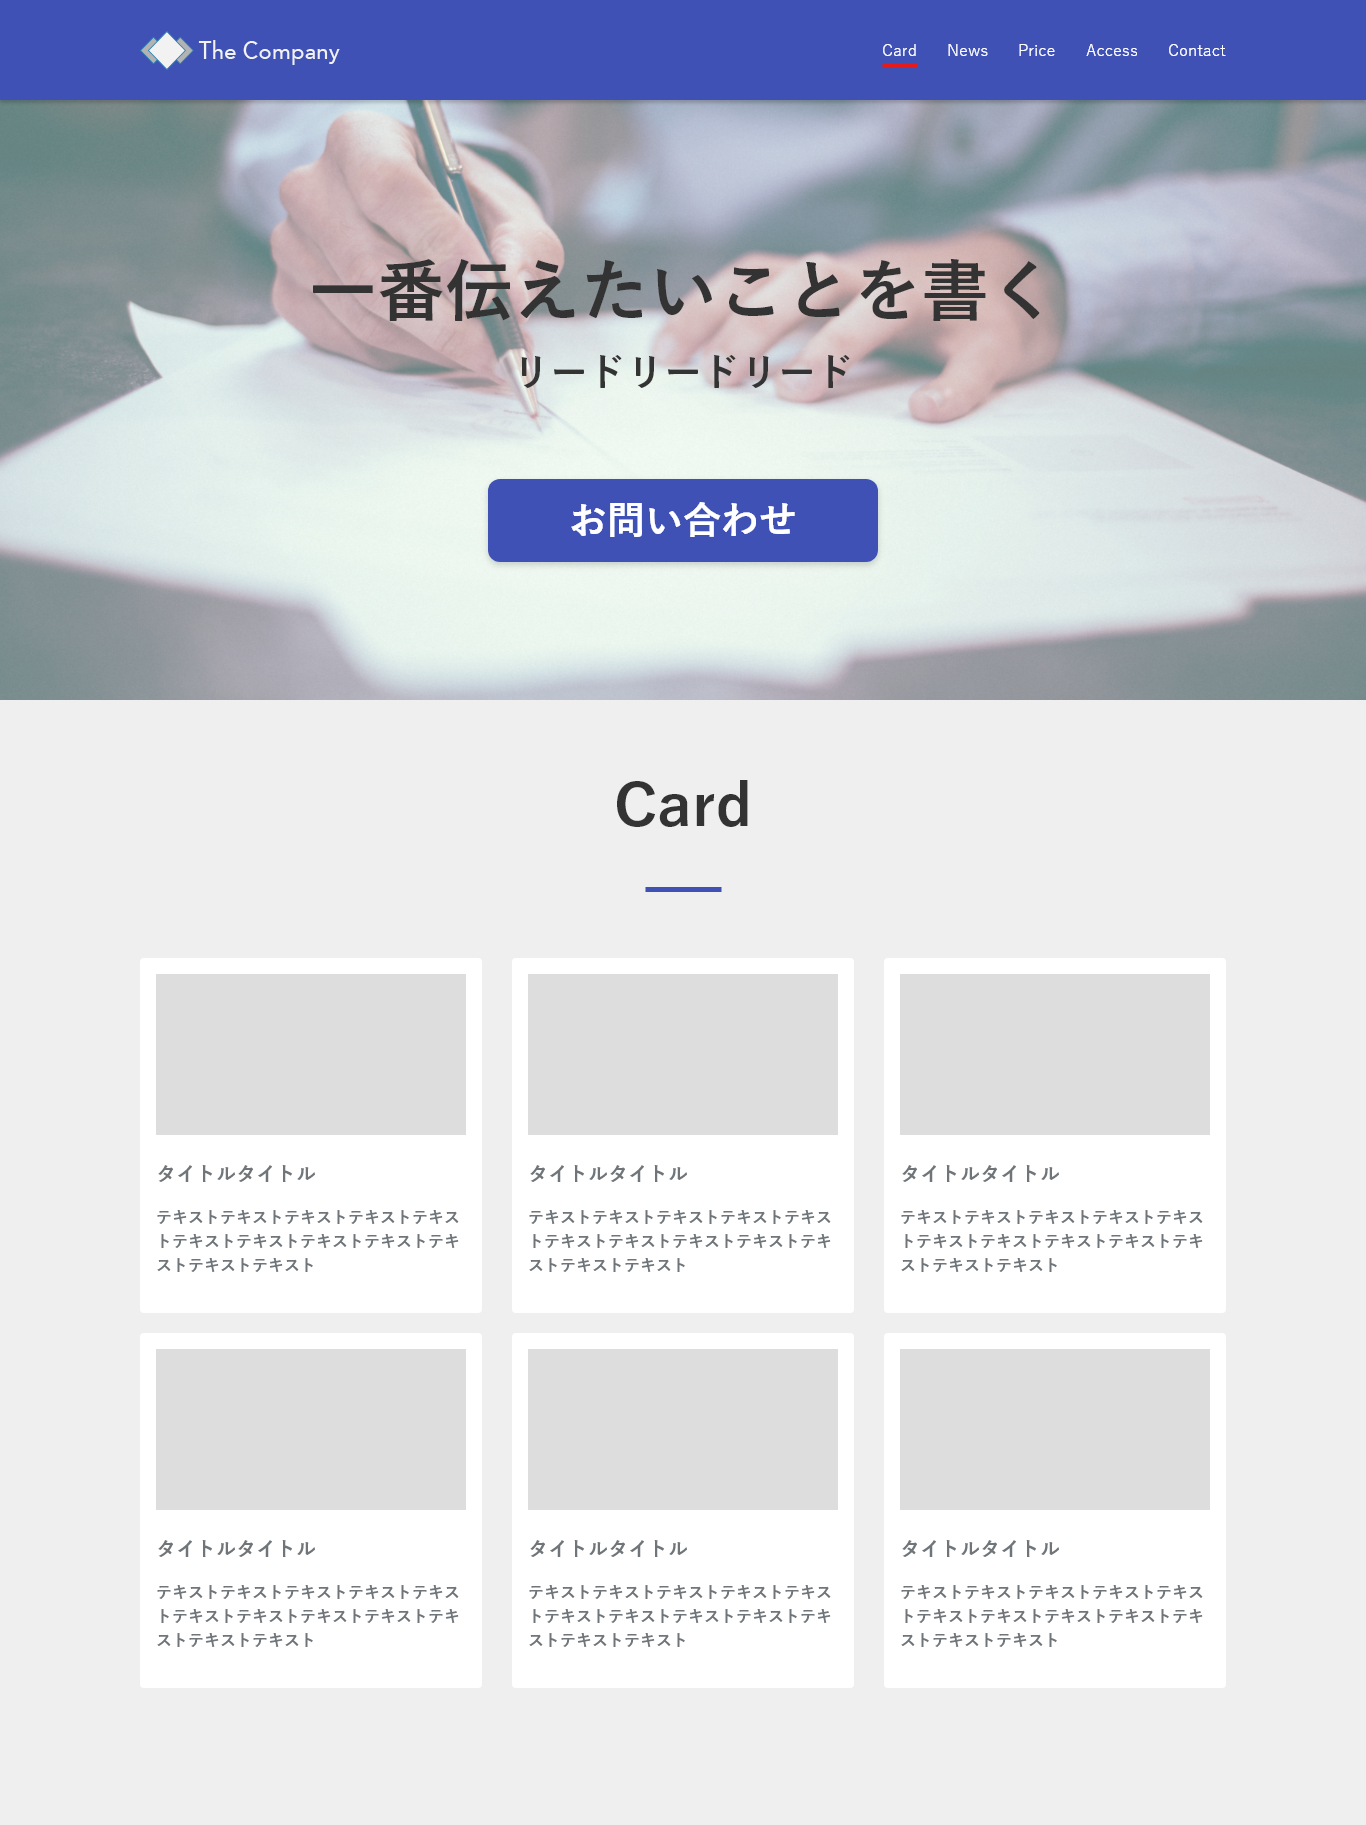 The Company
Card News Price Access Contact
一番伝えたいことを書く
リードリードリード
お問い合わせ
Card
タイトルタイトル
テキストテキストテキストテキストテキス
トテキストテキストテキストテキストテキ
ストテキストテキスト
タイトルタイトル
テキストテキストテキストテキストテキス
トテキストテキストテキストテキストテキ
ストテキストテキスト
タイトルタイトル
テキストテキストテキストテキストテキス
トテキストテキストテキストテキストテキ
ストテキストテキスト
タイトルタイトル
テキストテキストテキストテキストテキス
トテキストテキストテキストテキストテキ
ストテキストテキスト
タイトルタイトル
テキストテキストテキストテキストテキス
トテキストテキストテキストテキストテキ
ストテキストテキスト
タイトルタイトル
テキストテキストテキストテキストテキス
トテキストテキストテキストテキストテキ
ストテキストテキスト